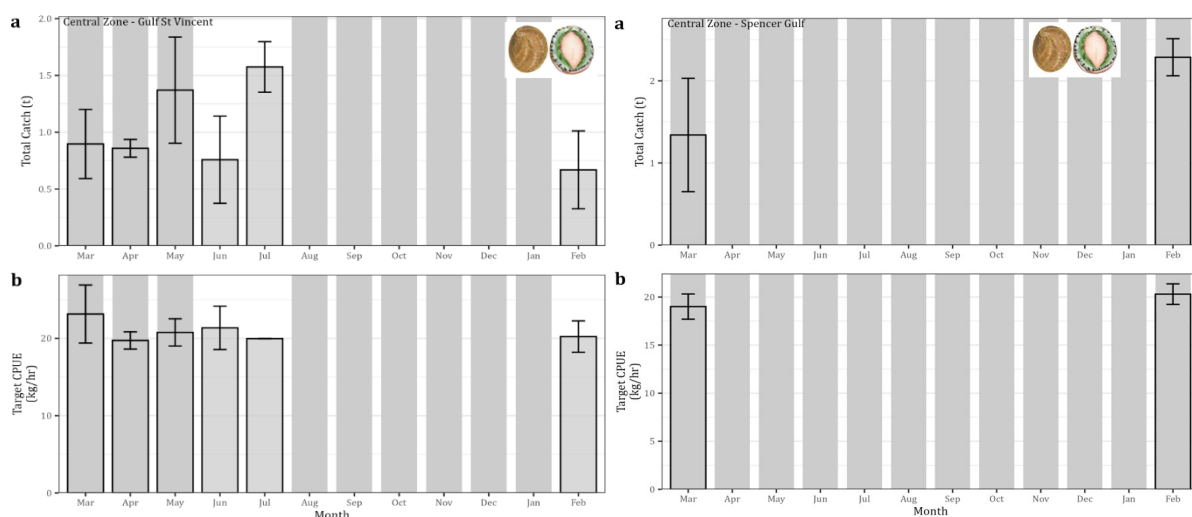 a
Central Zone - Gulf St Vincent
Total Catch (t)
2.0
1.5
1.0
0.5
0.0
Mar Apr May Jun Jul Aug Sep Oct Nov Dec Jan Feb
b
Target CPUE
(kg/hr)
20
10
0
Mar Apr May Jun Jul Aug Sep Oct Nov Dec Jan Feb
Month
a
Central Zone - Spencer Gulf
Total Catch (t)
2
1
0
Mar Apr May Jun Jul Aug Sep Oct Nov Dec Jan Feb
b
Target CPUE
(kg/hr)
20
15
10
5
0
Mar Apr May Jun Jul Aug Sep Oct Nov Dec Jan Feb
Month